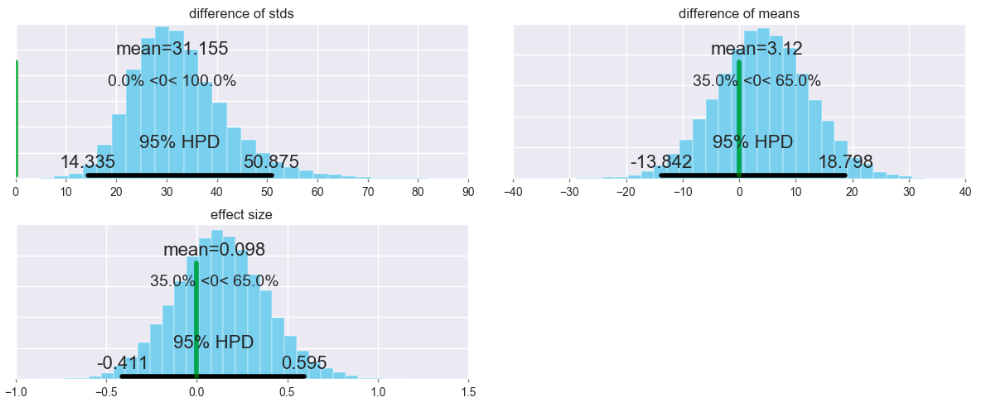 difference of stds
mean=31.155
0.0% <0< 100.0%
95% HPD
14.335 50.875
0 10 20 30 40 50 60 70 80 90
difference of means
mean=3.12
35.0% <0< 65.0%
95% HPD
-13.842 18.798
−40 −30 −20 −10 0 10 20 30 40
effect size
mean=0.098
35.0% <0< 65.0%
95% HPD
-0.411 0.595
−1.0 −0.5 0.0 0.5 1.0 1.5